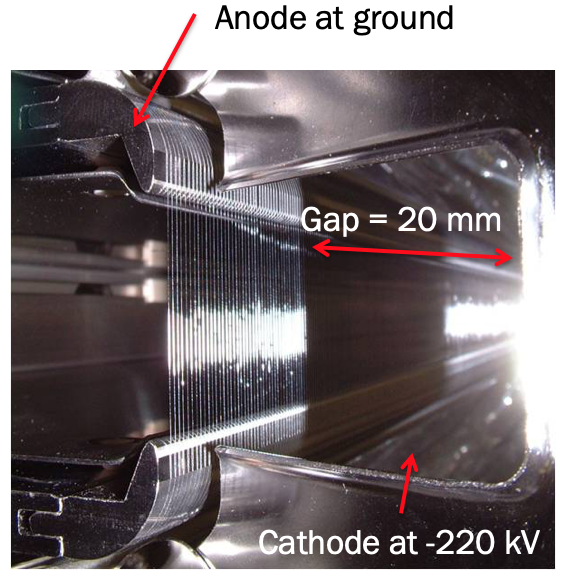 Anode at ground
Gap = 20 mm
Cathode at -220 kV